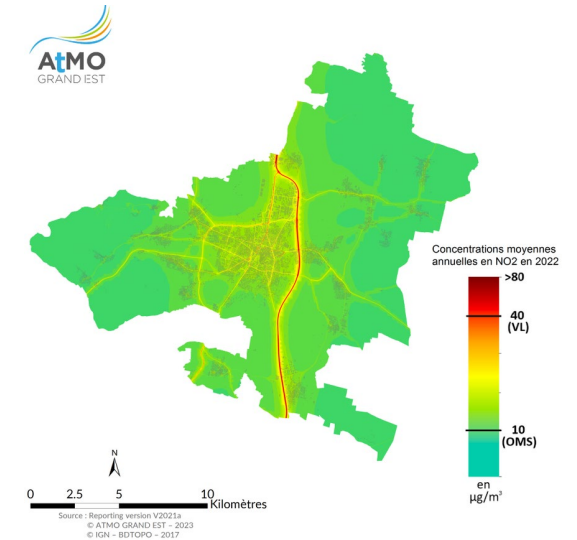 AtMO
GRAND EST
Concentrations moyennes
annuelles en NO2 en 2022
>80
40
(VL)
10
(OMS)
en
µg/m³
N
0 2.5 5 10
Kilomètres
Source : Reporting version V2021a
© ATMO GRAND EST – 2023
© IGN – BDTOPO – 2017